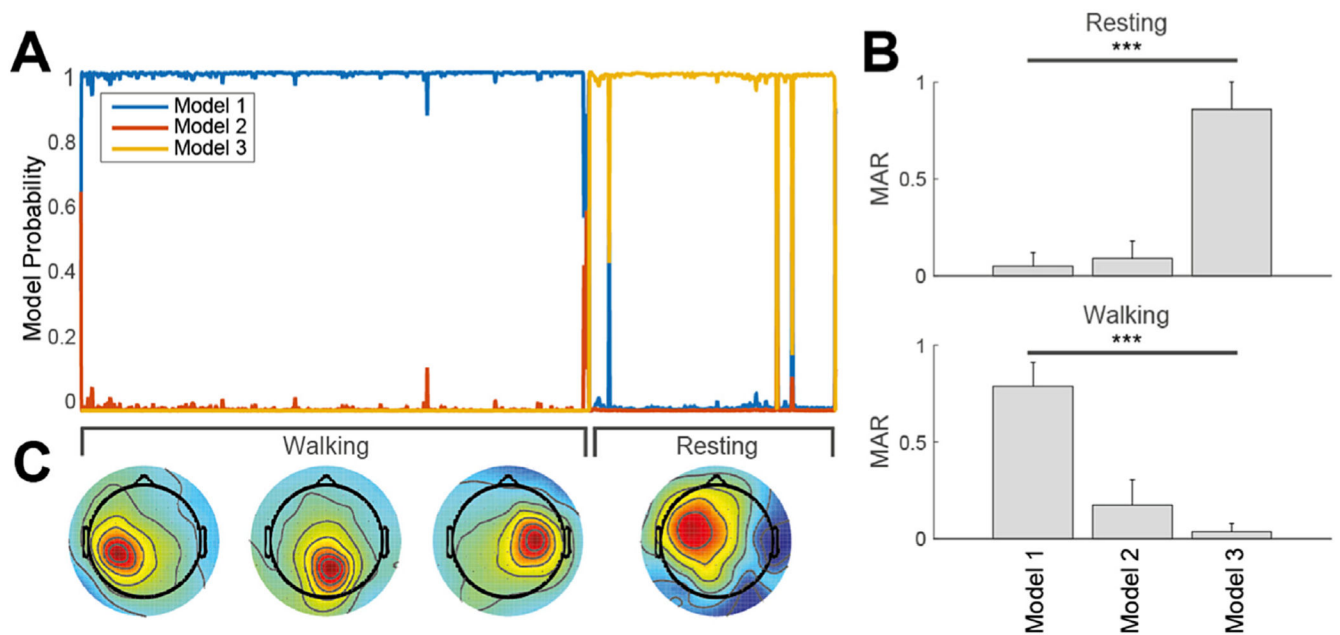 A
Model Probability
1
0.8
0.6
0.4
0.2
0
Model 1
Model 2
Model 3
Walking
Resting
B
Resting
***
MAR
1
0.5
0
Walking
***
MAR
1
0.5
0
Model 1
Model 2
Model 3
C